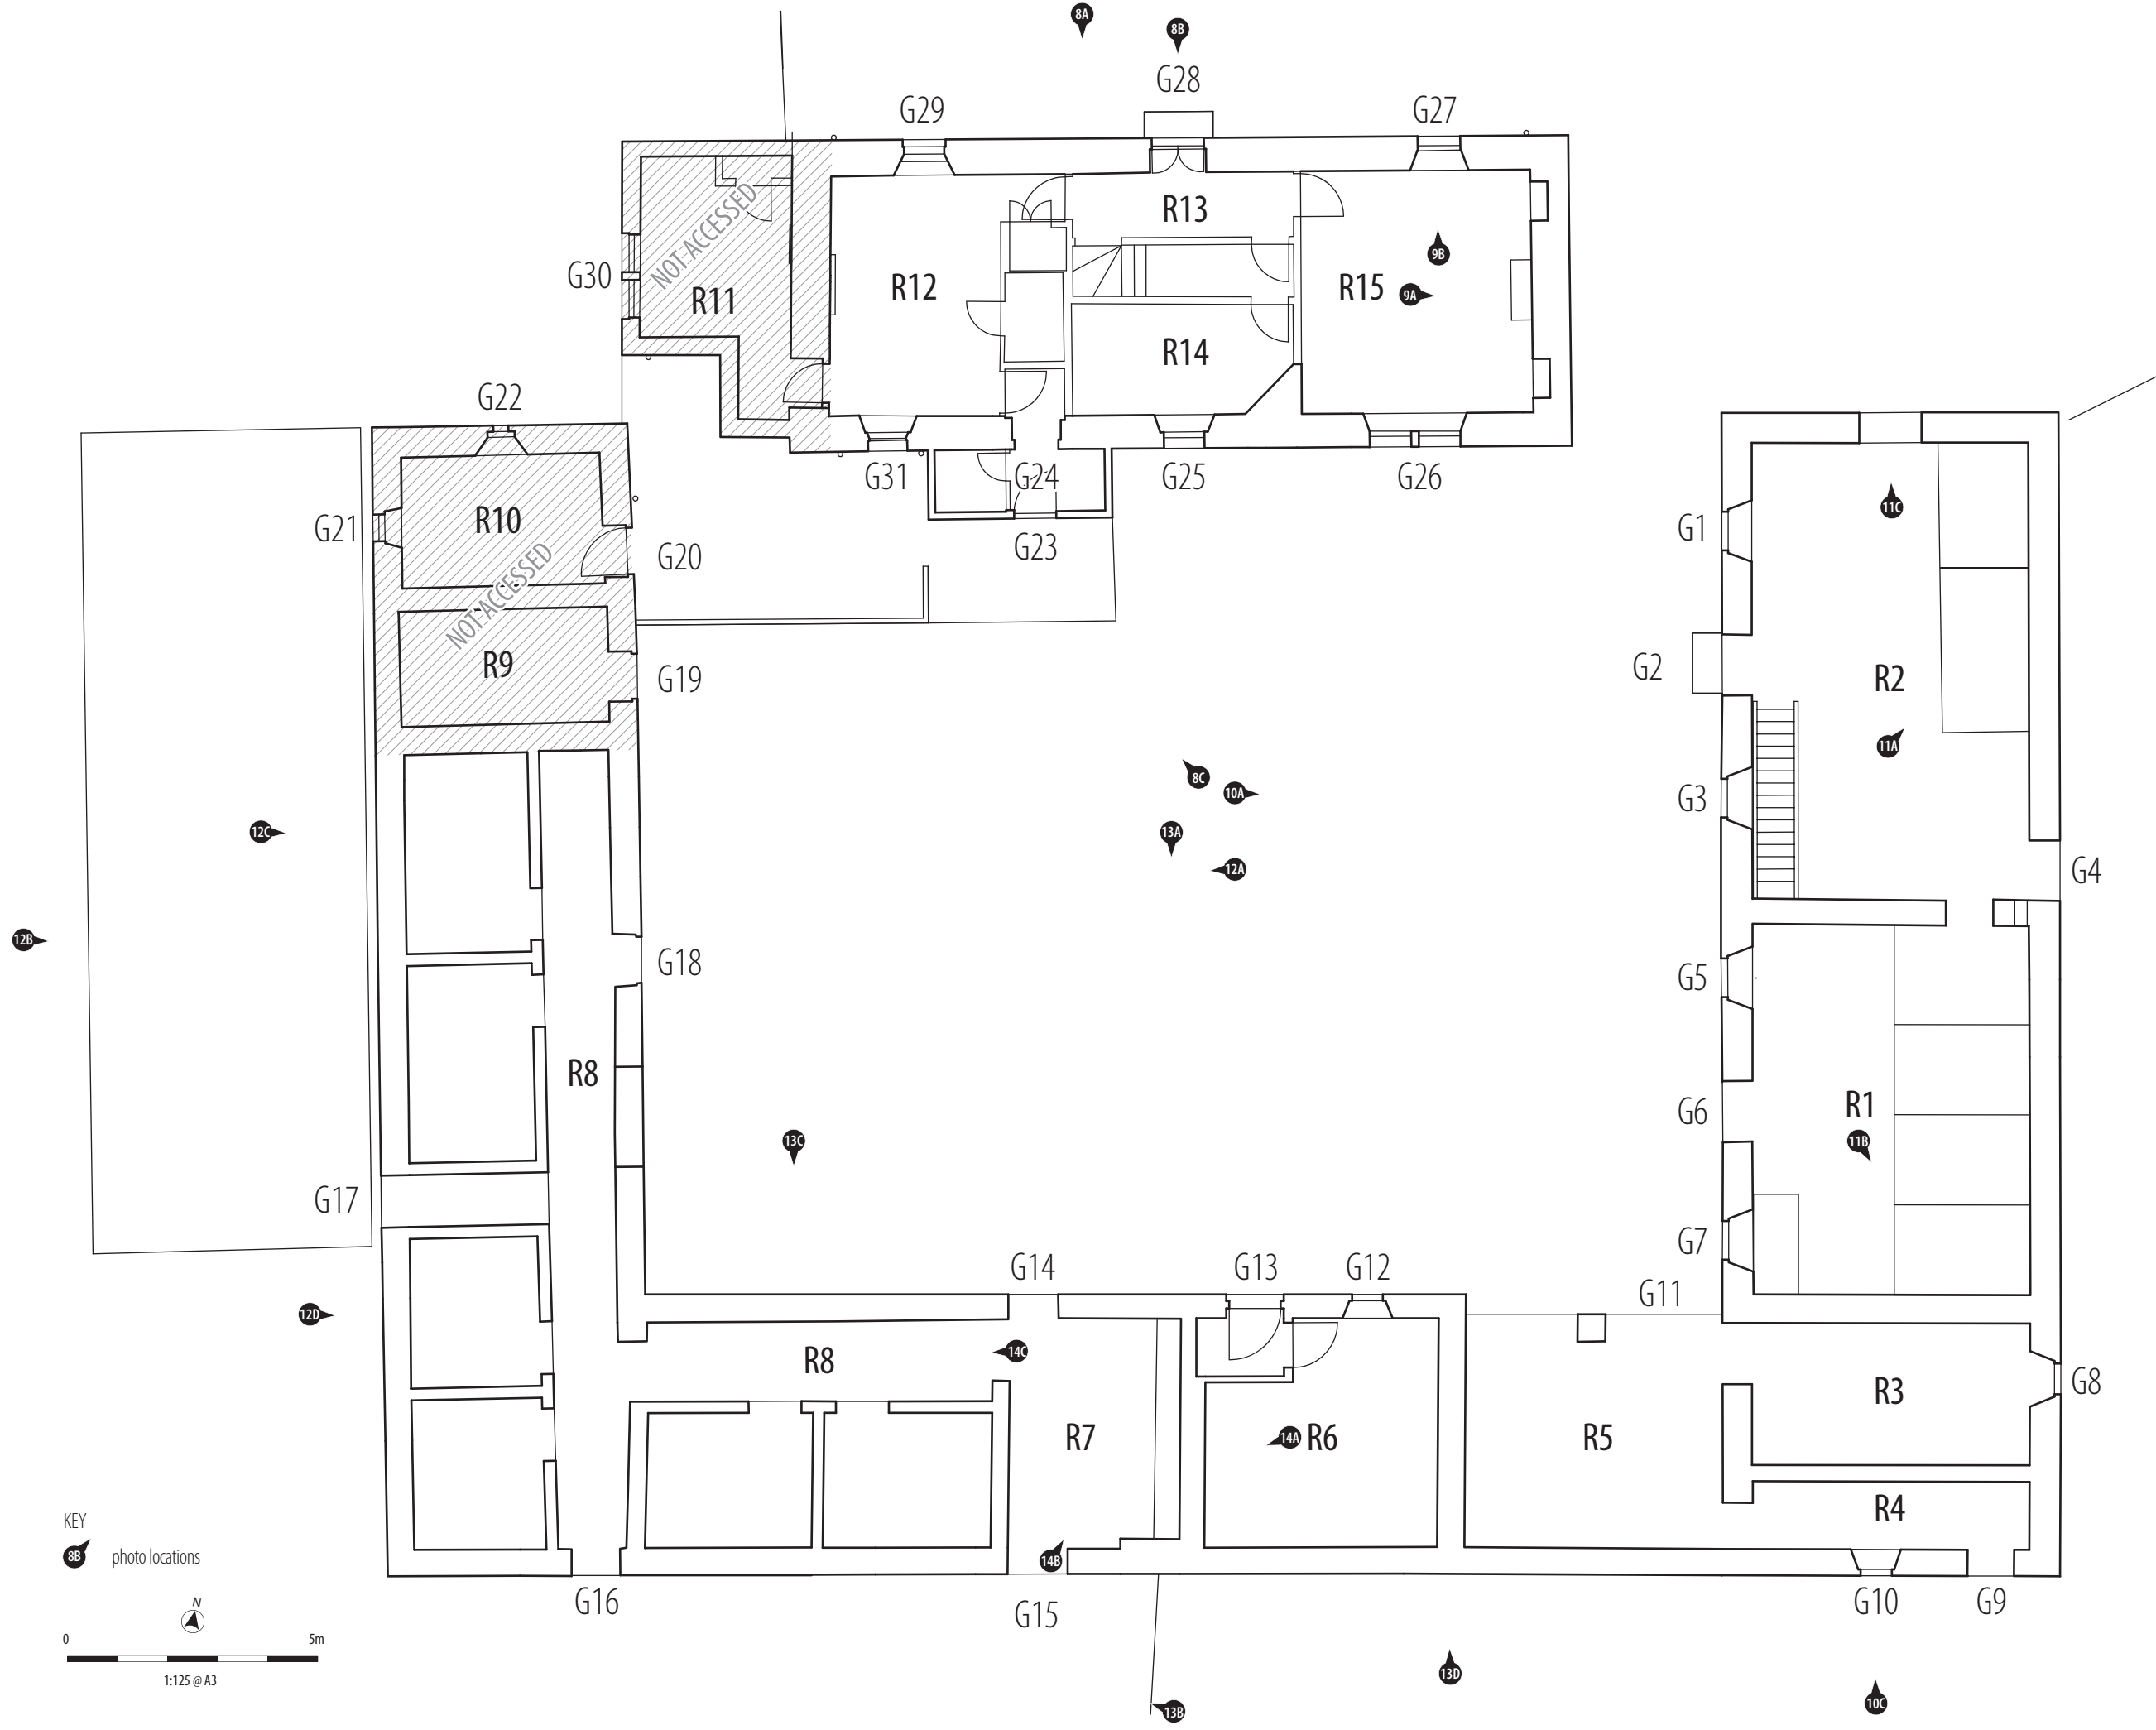 8A
8B
G28
G29
G27
R13
NOT ACCESSED
9B
G30
R11
R12
R15
9A
R14
G22
G31
G24
G25
G26
11C
G21
R10
G1
G23
G20
NOT ACCESSED
R9
G19
G2
R2
11A
8C
10A
G3
12C
13A
12A
G4
12B
G18
G5
R8
G6
R1
13C
11B
G17
G7
G14
G13
G12
G11
12D
14C
R8
G8
R3
R7
14A
R6
R5
R4
KEY
8B
photo locations
14B
G16
G15
G10
G9
N
0
5m
1:125 @ A3
13D
13B
10C